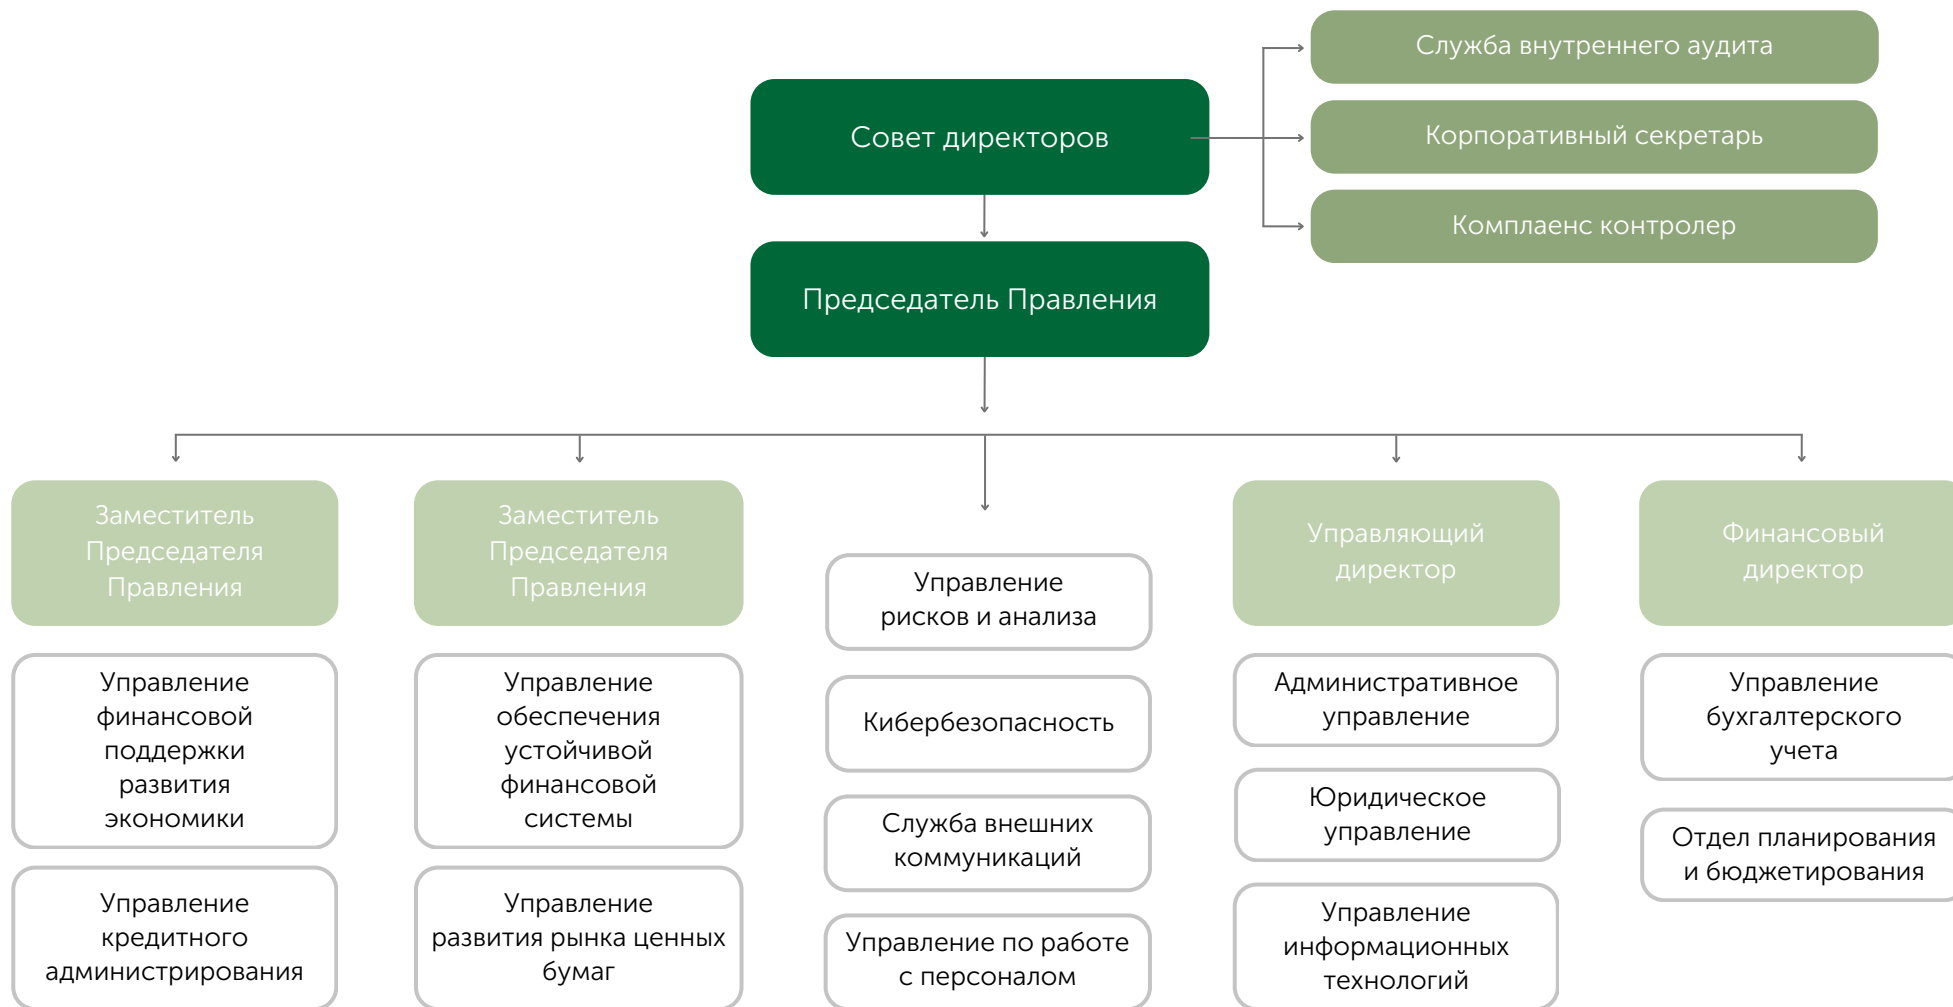 Служба внутреннего аудита
Совет директоров
Корпоративный секретарь
Комплаенс контролер
Председатель Правления
Заместитель
Председателя
Правления
Управление
финансовой
поддержки
развития
экономики
Управление
кредитного
администрирования
Заместитель
Председателя
Правления
Управление
обеспечения
устойчивой
финансовой
системы
Управление
развития рынка ценных
бумаг
Управление
рисков и анализа
Кибербезопасность
Служба внешних
коммуникаций
Управление по работе
с персоналом
Управляющий
директор
Административное
управление
Юридическое
управление
Управление
информационных
технологий
Финансовый
директор
Управление
бухгалтерского
учета
Отдел планирования
и бюджетирования